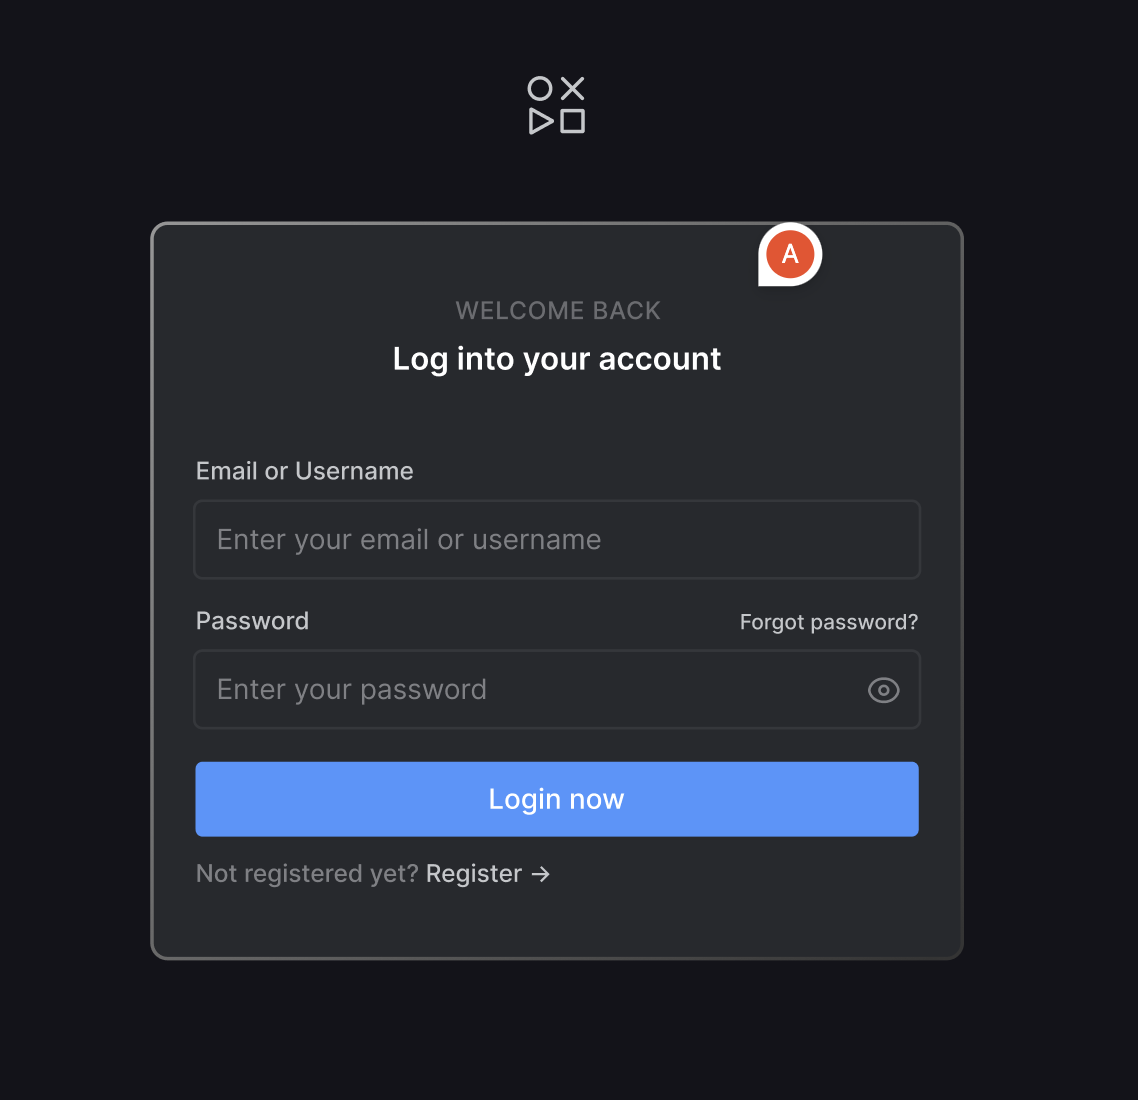 A
WELCOME BACK
Log into your account
Email or Username
Enter your email or username
Password
Forgot password?
Enter your password
Login now
Not registered yet? Register →